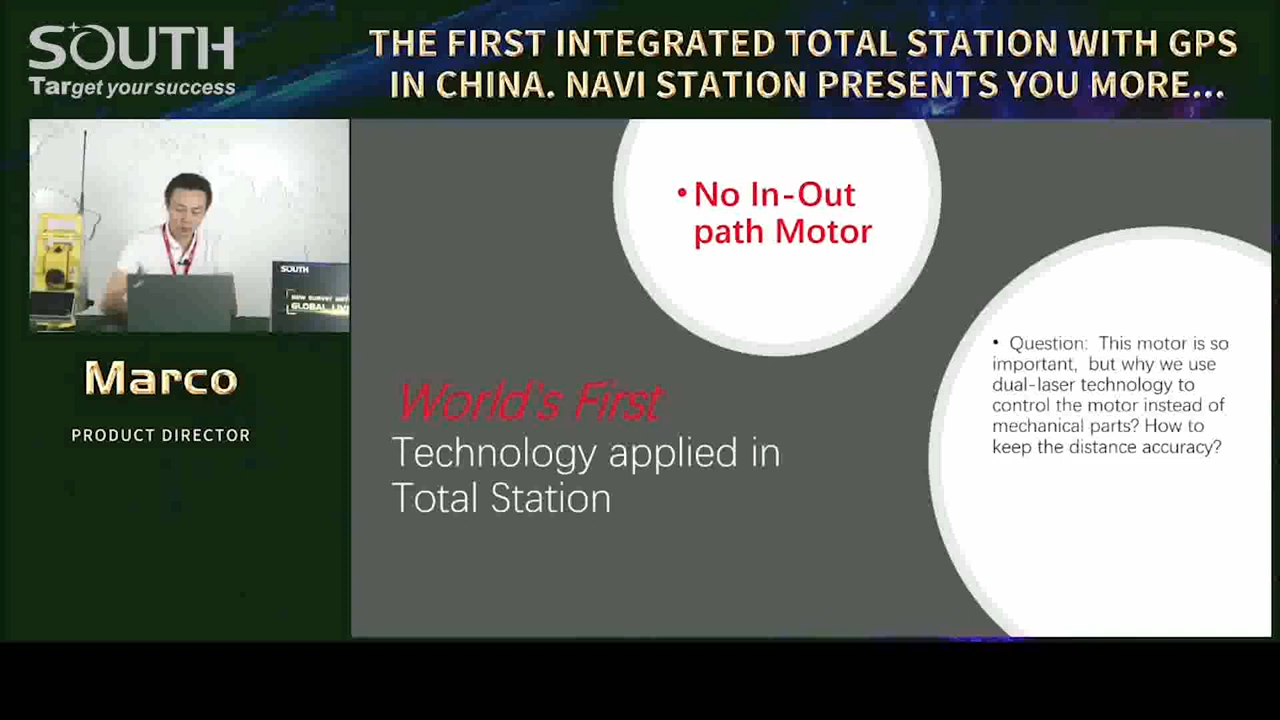 SOUTH
Target your success
THE FIRST INTEGRATED TOTAL STATION WITH GPS
IN CHINA. NAVI STATION PRESENTS YOU MORE...
SOUTH
GLOBAL LIV
Marco
PRODUCT DIRECTOR
• No In-Out
path Motor
World's First
Technology applied in
Total Station
• Question: This motor is so
important, but why we use
dual-laser technology to
control the motor instead of
mechanical parts? How to
keep the distance accuracy?